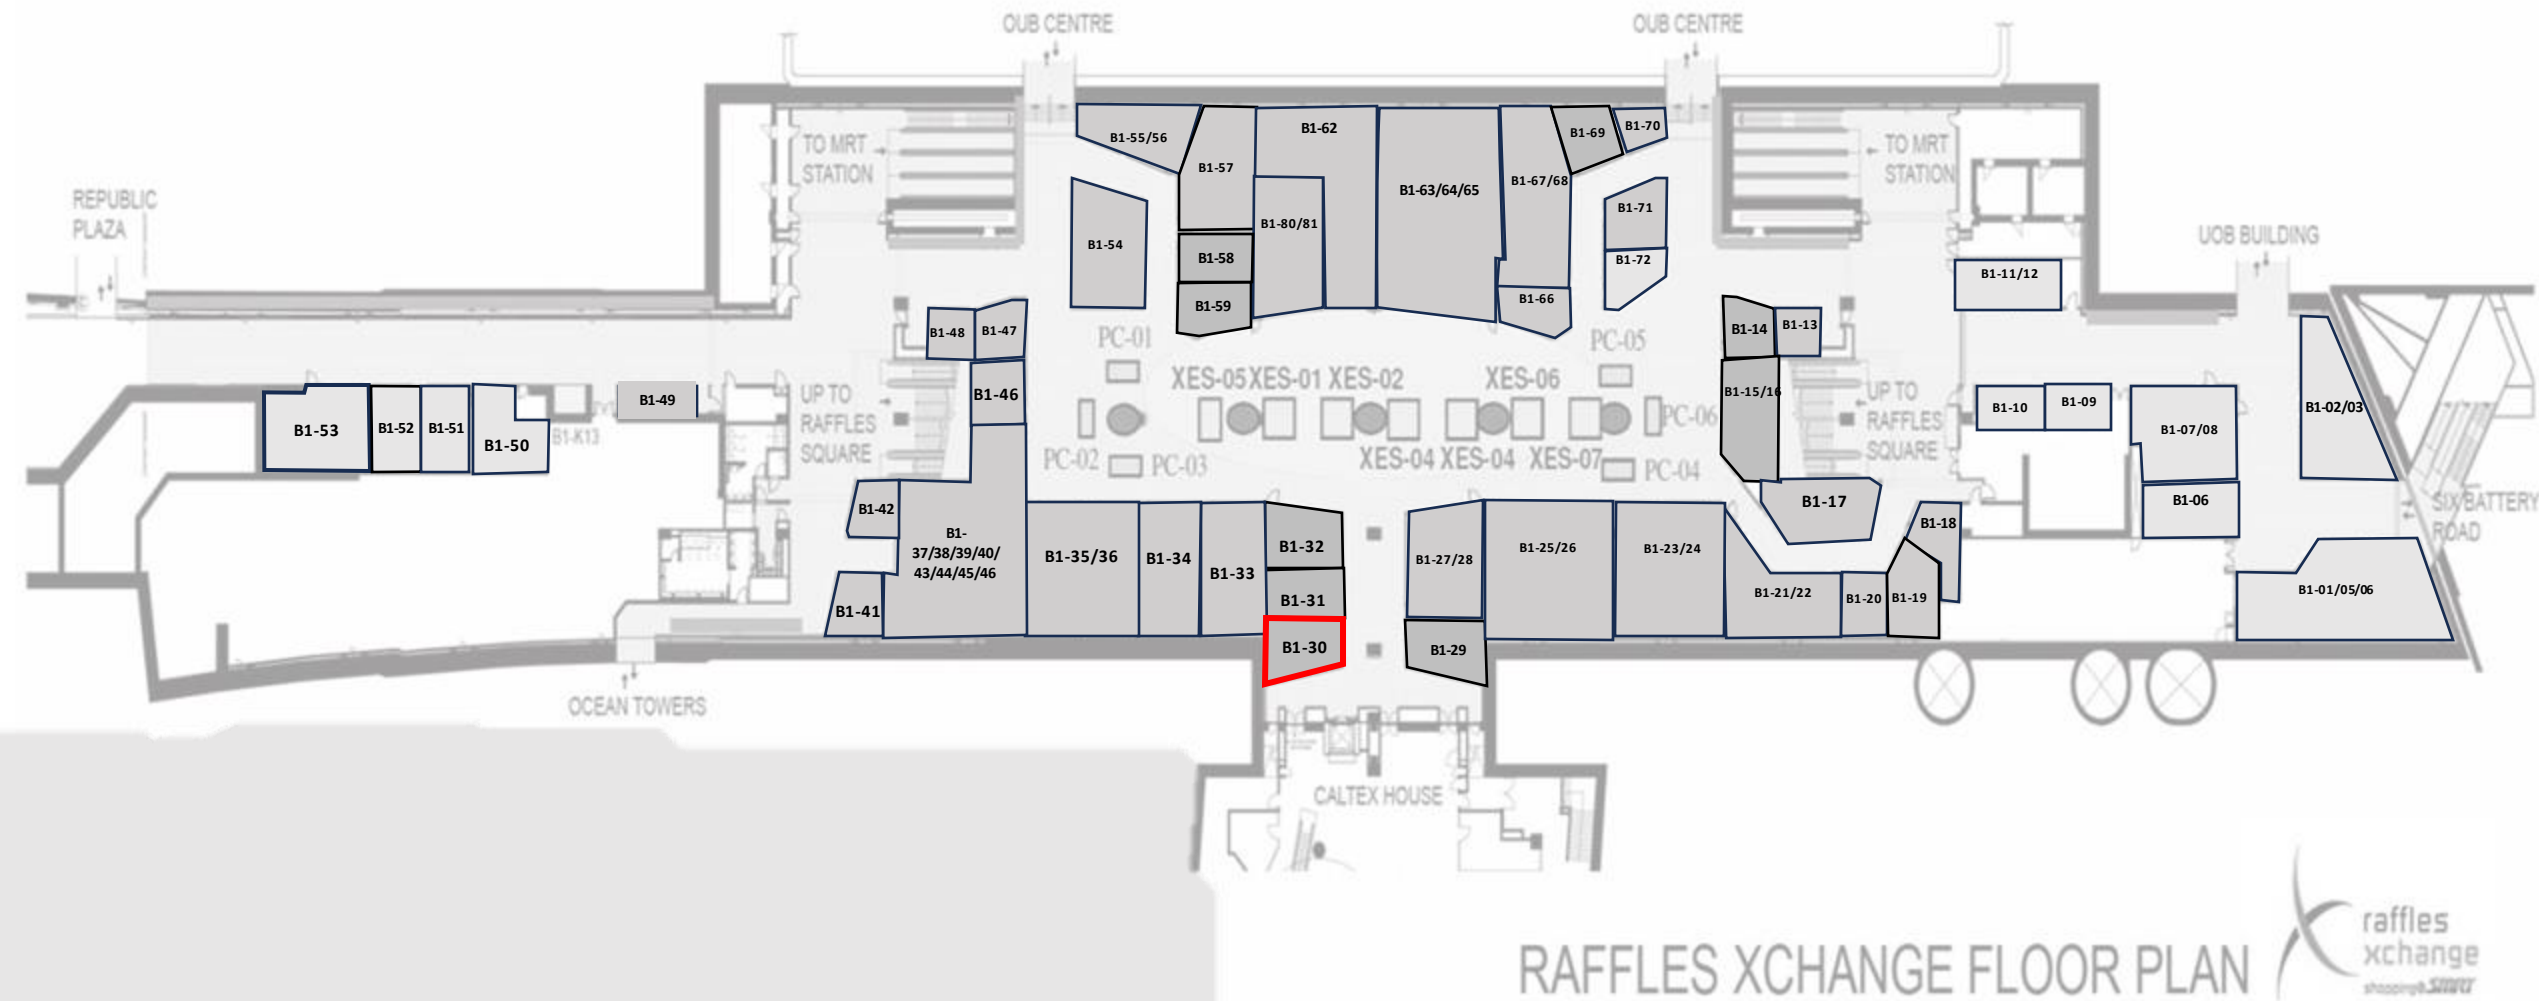 OUB CENTRE
OUB CENTRE
B1-55/56
B1-57
B1-62
B1-63/64/65
B1-67/68
B1-69
B1-70
TO MRT
STATION
TO MRT
STATION
REPUBLIC
PLAZA
B1-54
B1-58
B1-59
B1-80/81
B1-66
B1-71
B1-72
UOB BUILDING
B1-11/12
B1-48
B1-47
B1-46
PC-01
PC-05
B1-14
B1-13
B1-15/16
XES-05
XES-01
XES-02
XES-06
PC-06
PC-02
PC-03
XES-04
XES-04
XES-07
PC-04
UP TO
RAFFLES
SQUARE
UP TO
RAFFLES
SQUARE
B1-53
B1-52
B1-51
B1-50
B1-K13
B1-49
B1-10
B1-09
B1-07/08
B1-02/03
B1-06
SIX BATTERY
ROAD
B1-42
B1-
37/38/39/40/
43/44/45/46
B1-41
B1-35/36
B1-34
B1-33
B1-32
B1-31
B1-30
B1-27/28
B1-29
B1-25/26
B1-23/24
B1-17
B1-18
B1-21/22
B1-20
B1-19
B1-01/05/06
OCEAN TOWERS
CALTEX HOUSE
RAFFLES XCHANGE FLOOR PLAN
raffles
xchange